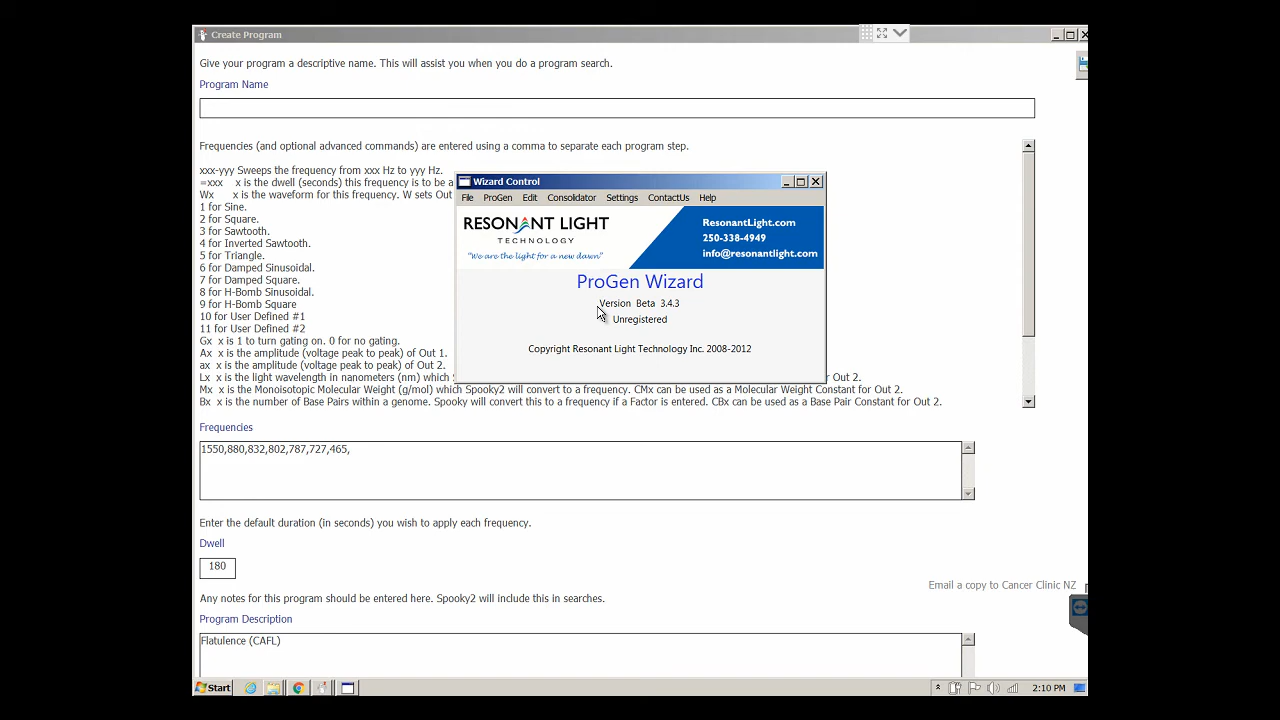 Create Program
Give your program a descriptive name. This will assist you when you do a program search.
Program Name
Frequencies (and optional advanced commands) are entered using a comma to separate each program step.
xxx-yyy Sweeps the frequency from xxx Hz to yyy Hz.
=xxx x is the dwell (seconds) this frequency is to be a
Wx x is the waveform for this frequency. W sets Out
1 for Sine.
2 for Square.
3 for Sawtooth.
4 for Inverted Sawtooth.
5 for Triangle.
6 for Damped Sinusoidal.
7 for Damped Square.
8 for H-Bomb Sinusoidal.
9 for H-Bomb Square
10 for User Defined #1
11 for User Defined #2
Gx x is 1 to turn gating on. 0 for no gating.
Ax x is the amplitude (voltage peak to peak) of Out 1.
ax x is the amplitude (voltage peak to peak) of Out 2.
Lx x is the light wavelength in nanometers (nm) which Out 2.
Mx x is the Monoisotopic Molecular Weight (g/mol) which Spooky2 will convert to a frequency. CMx can be used as a Molecular Weight Constant for Out 2.
Bx x is the number of Base Pairs within a genome. Spooky will convert this to a frequency if a Factor is entered. CBx can be used as a Base Pair Constant for Out 2.
Wizard Control
File ProGen Edit Consolidator Settings ContactUs Help
RESONANT LIGHT
TECHNOLOGY
"We are the light for a new dawn"
ResonantLight.com
250-338-4949
info@resonantlight.com
ProGen Wizard
Version Beta 3.4.3
Unregistered
Copyright Resonant Light Technology Inc. 2008-2012
Frequencies
1550,880,832,802,787,727,465,
Enter the default duration (in seconds) you wish to apply each frequency.
Dwell
180
Email a copy to Cancer Clinic NZ
Any notes for this program should be entered here. Spooky2 will include this in searches.
Program Description
Flatulence (CAFL)
Start
2:10 PM